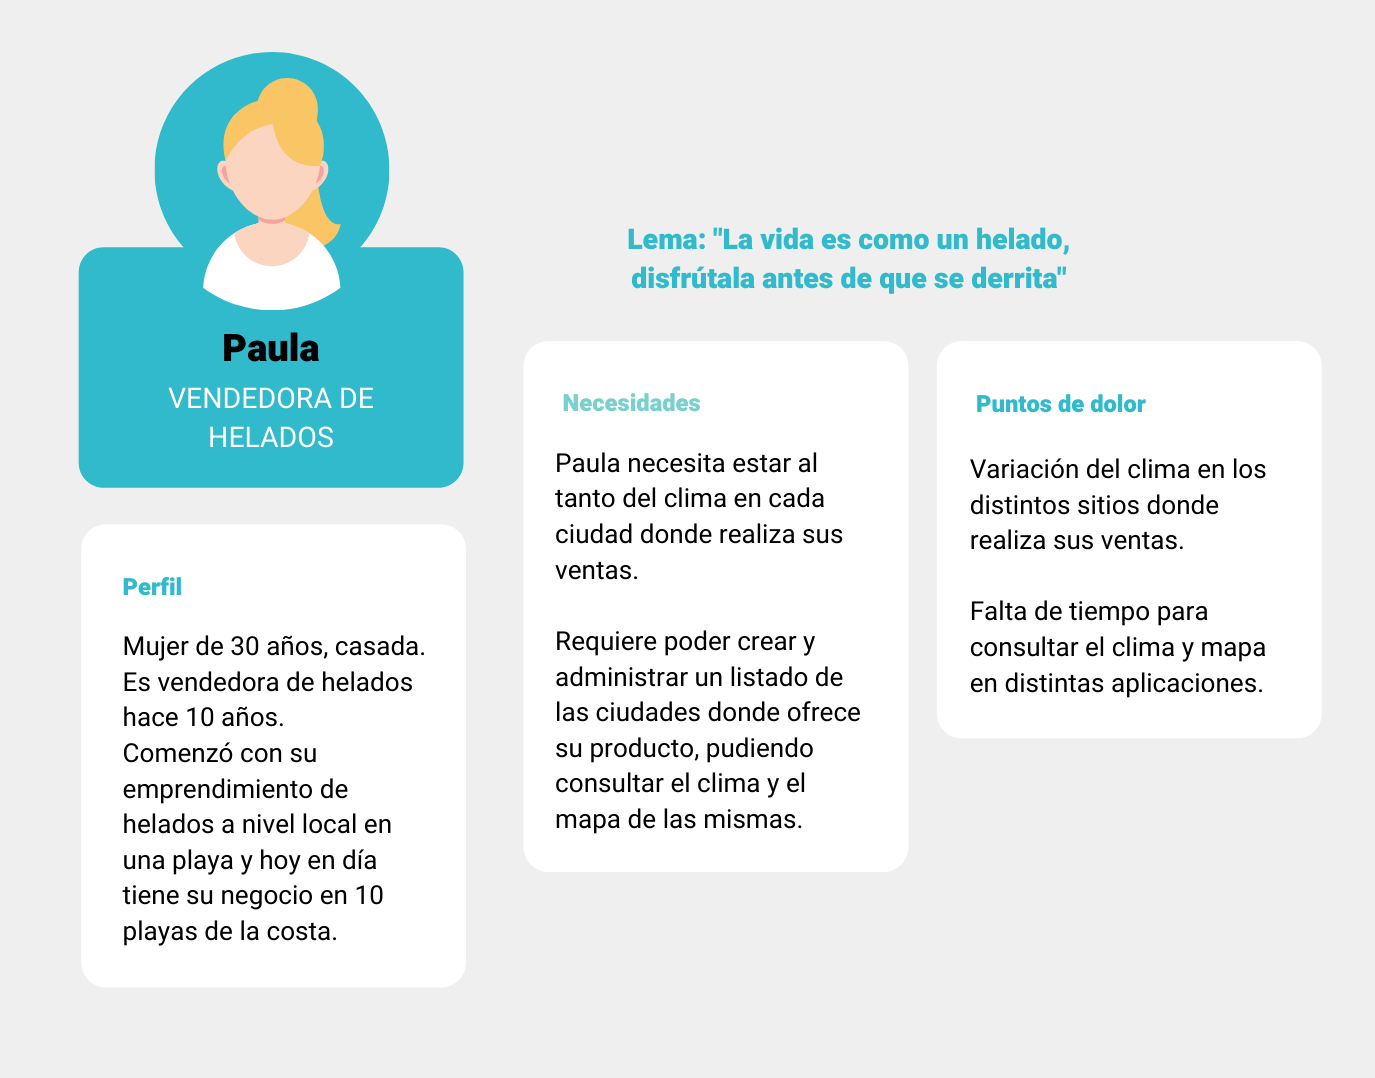 Paula
VENDEDORA DE
HELADOS
Perfil
Mujer de 30 años, casada.
Es vendedora de helados
hace 10 años.
Comenzó con su
emprendimiento de
helados a nivel local en
una playa y hoy en día
tiene su negocio en 10
playas de la costa.
Lema: "La vida es como un helado,
disfrútala antes de que se derrita"
Necesidades
Paula necesita estar al
tanto del clima en cada
ciudad donde realiza sus
ventas.
Requiere poder crear y
administrar un listado de
las ciudades donde ofrece
su producto, pudiendo
consultar el clima y el
mapa de las mismas.
Puntos de dolor
Variación del clima en los
distintos sitios donde
realiza sus ventas.
Falta de tiempo para
consultar el clima y mapa
en distintas aplicaciones.